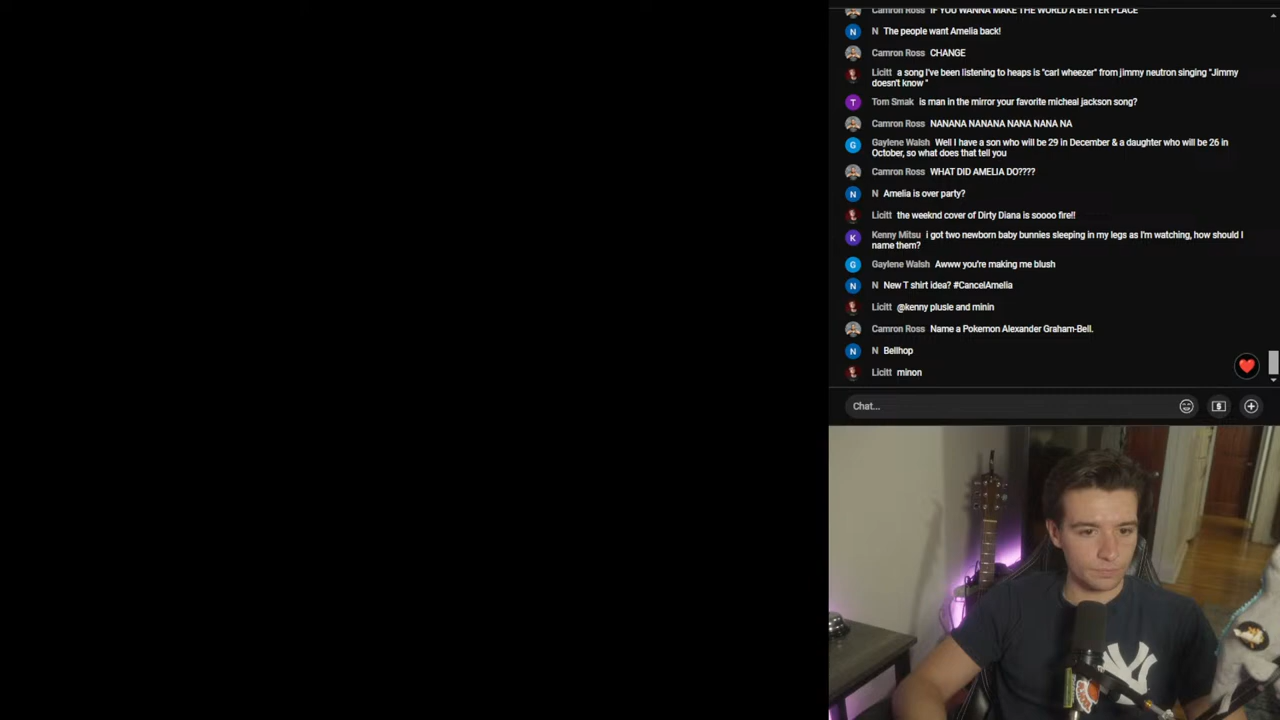 Camron Ross IF YOU WANNA MAKE THE WORLD A BETTER PLACE
N N The people want Amelia back!
Camron Ross CHANGE
Licitt a song I've been listening to heaps is "carl wheezer" from jimmy neutron singing "Jimmy
doesn't know "
T Tom Smak is man in the mirror your favorite micheal jackson song?
Camron Ross NANANA NANANA NANA NANA NA
G Gaylene Walsh Well I have a son who will be 29 in December & a daughter who will be 26 in
October, so what does that tell you
Camron Ross WHAT DID AMELIA DO????
N N Amelia is over party?
Licitt the weeknd cover of Dirty Diana is soooo fire!!
K Kenny Mitsu i got two newborn baby bunnies sleeping in my legs as I'm watching, how should I
name them?
G Gaylene Walsh Awww you're making me blush
N N New T shirt idea? #CancelAmelia
Licitt @kenny plusle and minin
Camron Ross Name a Pokemon Alexander Graham-Bell.
N N Bellhop
Licitt minon
Chat...
NY